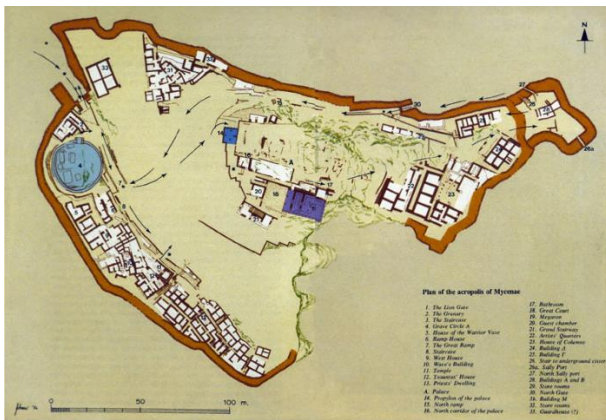 N
Plan of the acropolis of Mycenae
1. The Lion Gate
2. The Granary
3. The Staircase
4. Grave Circle A
5. House of the Warrior Vase
6. Ramp House
7. The Great Ramp
8. Staircase
9. West House
10. Wace's Building
11. Temple
12. Tsountas' House
13. Priests' Dwelling
A. Palace
14. Propylon of the palace
15. North ramp
16. North corridor of the palace
17. Bathroom
18. Great Court
19. Megaron
20. Guest chamber
21. Grand Stairway
22. Artists' Quarters
23. House of Columns
24. Building Δ
25. Building Γ
26. Stair to underground cistern
26a. Sally Port
27. North Sally port
28. Buildings A and B
29. Store rooms
30. North Gate
31. Building M
32. Store rooms
33. Guardhouse (?)
0 50 100 m.